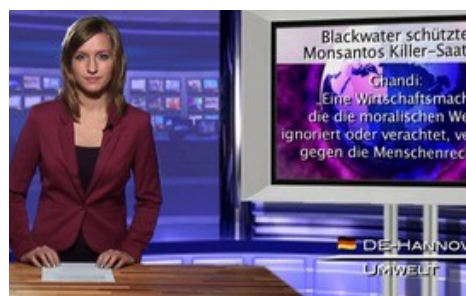 Blackwater schützte
Monsantos Killer-Saat
Ghandi:
„Eine Wirtschaftsmach
die die moralischen We
ignoriert oder verachtet, ve
gegen die Menschenrec
DE-HANNOV
UMWELT